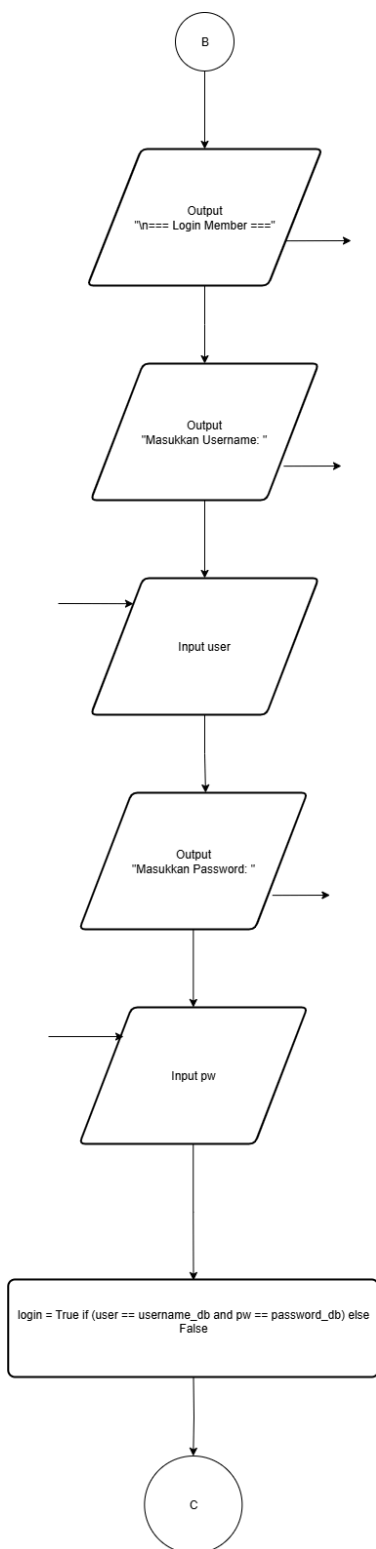 B
Output
"\n=== Login Member ==="
Output
"Masukkan Username: "
Input user
Output
"Masukkan Password: "
Input pw
login = True if (user == username_db and pw == password_db) else
False
C